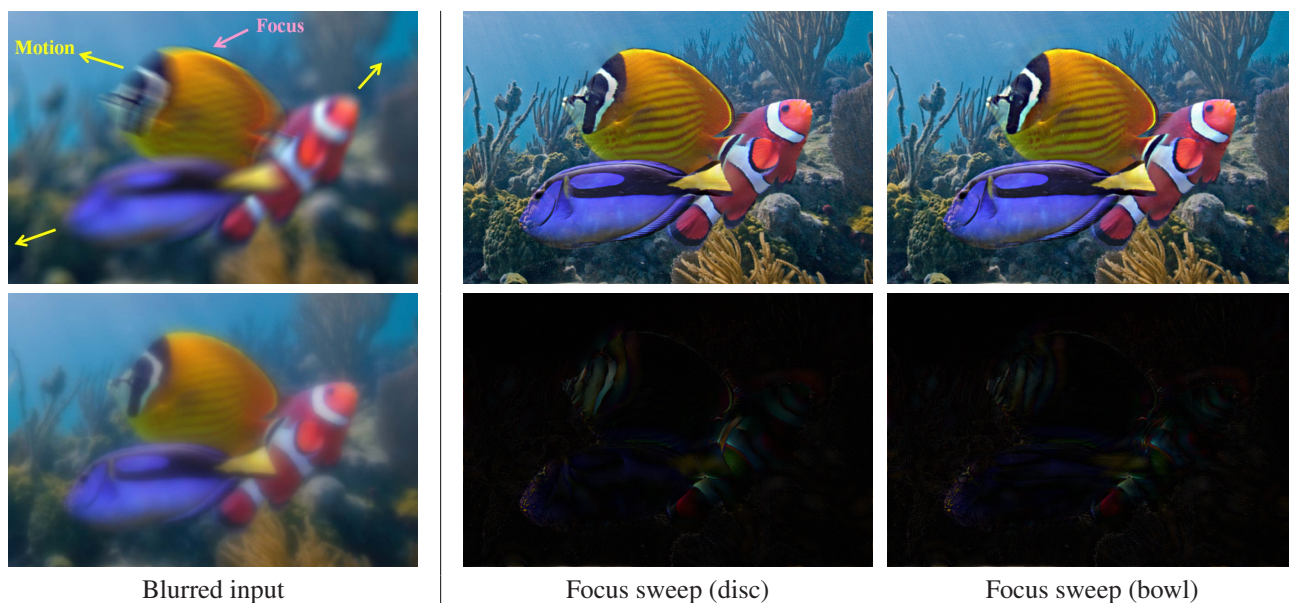 Focus
Motion
Blurred input
Focus sweep (disc)
Focus sweep (bowl)